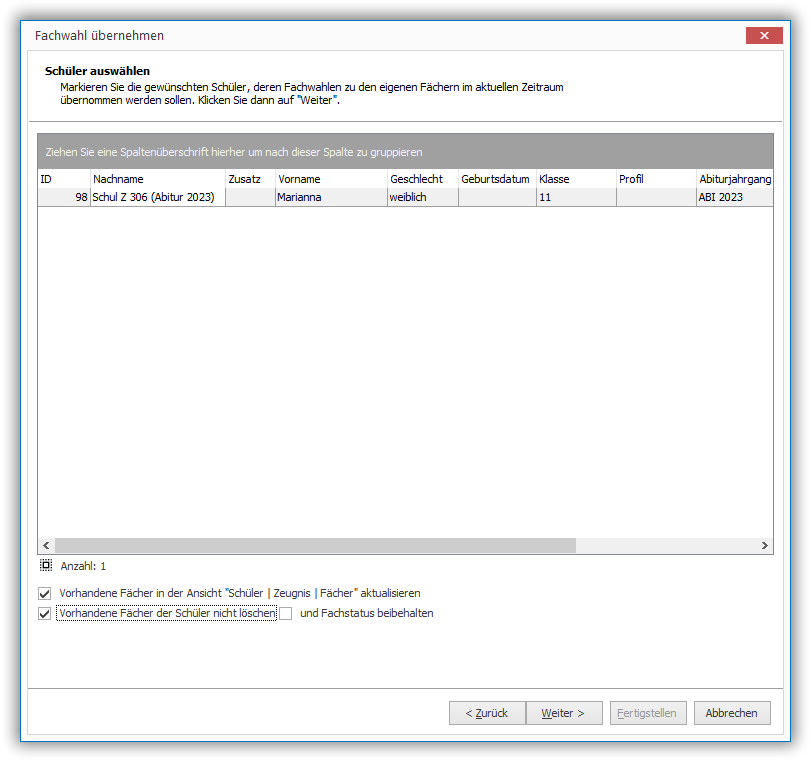 Fachwahl übernehmen
Schüler auswählen
Markieren Sie die gewünschten Schüler, deren Fachwahlen zu den eigenen Fächern im aktuellen Zeitraum
übernommen werden sollen. Klicken Sie dann auf "Weiter".
Ziehen Sie eine Spaltenüberschrift hierher um nach dieser Spalte zu gruppieren
ID Nachname Zusatz Vorname Geschlecht Geburtsdatum Klasse Profil Abiturjahrgang
98 Schul Z 306 (Abitur 2023) Marianna weiblich 11 ABI 2023
Anzahl: 1
Vorhandene Fächer in der Ansicht "Schüler | Zeugnis | Fächer" aktualisieren
Vorhandene Fächer der Schüler nicht löschen und Fachstatus beibehalten
< Zurück Weiter > Fertigstellen Abbrechen